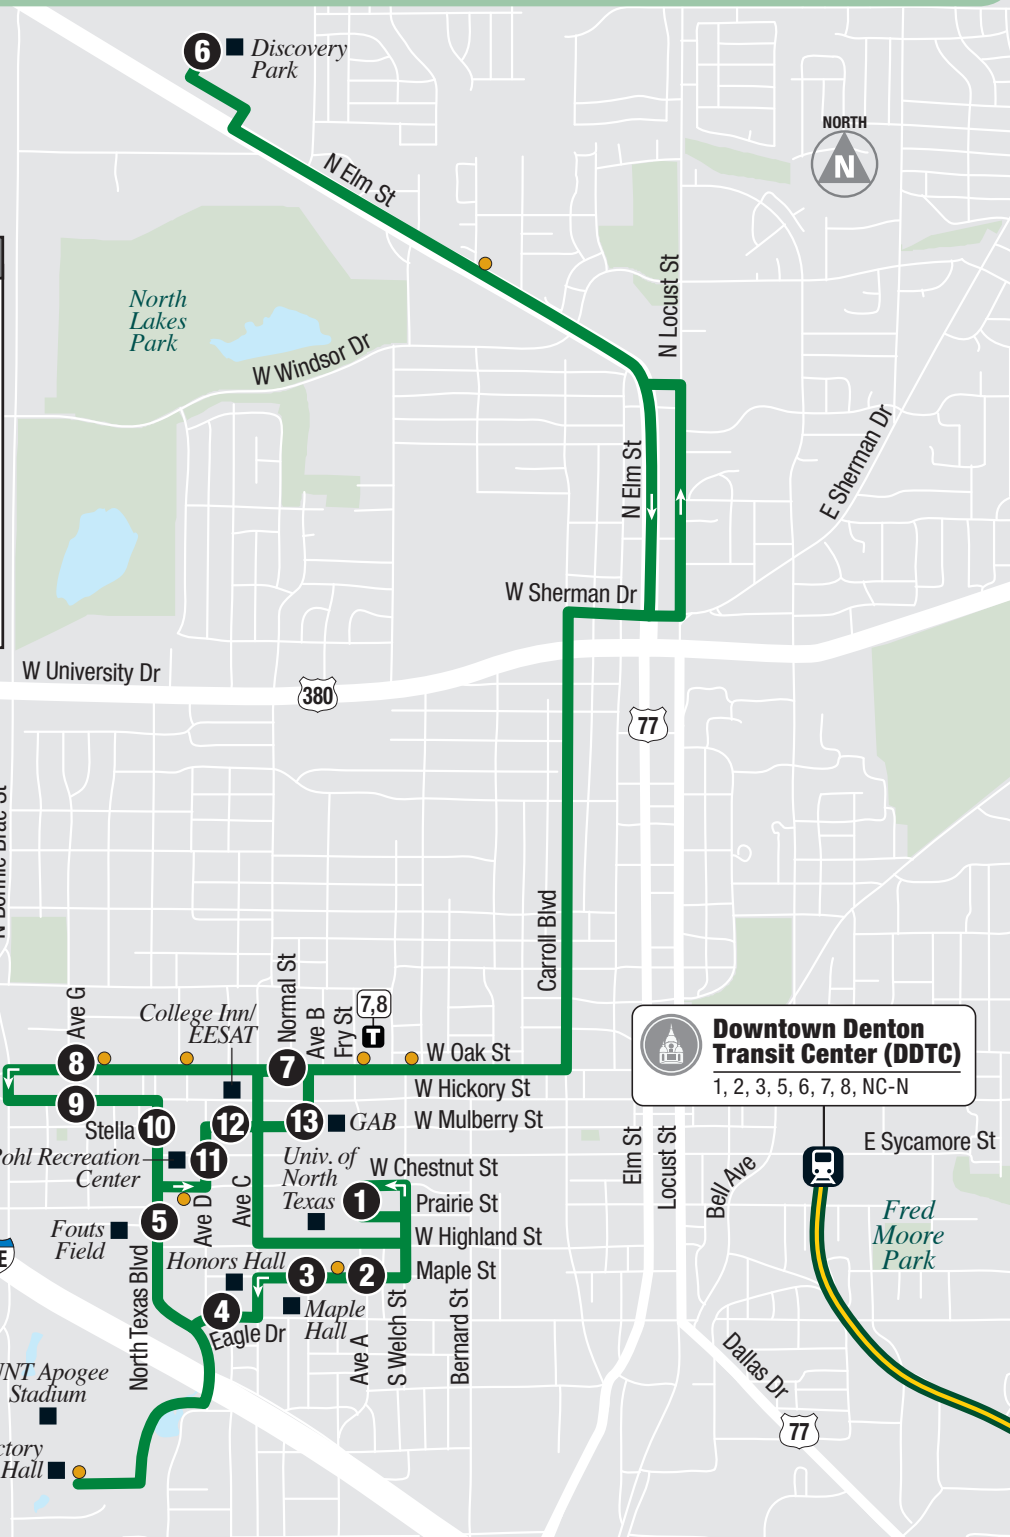 6
Discovery
Park
NORTH
N
N Elm St
North
Lakes
Park
W Windsor Dr
N Locust St
N Elm St
E Sherman Dr
W Sherman Dr
W University Dr
380
77
Carroll Blvd
Ave G
College Inn/
EESAT
Normal St
Ave B
Fry St
7,8
T
W Oak St
Downtown Denton
Transit Center (DDTC)
1, 2, 3, 5, 6, 7, 8, NC-N
8
7
W Hickory St
9
Stella
10
12
13
GAB
W Mulberry St
Elm St
Locust St
E Sycamore St
Center
11
Univ. of
North
Texas
W Chestnut St
Bell Ave
1
Prairie St
Ave D
Ave C
Fouts
Field
5
W Highland St
Fred
Moore
Park
E
Honors Hall
3
2
Maple St
4
Maple
Hall
Eagle Dr
North Texas Blvd
Ave A
S Welch St
Bernard St
Dallas Dr
Apogee
Stadium
77
Hall